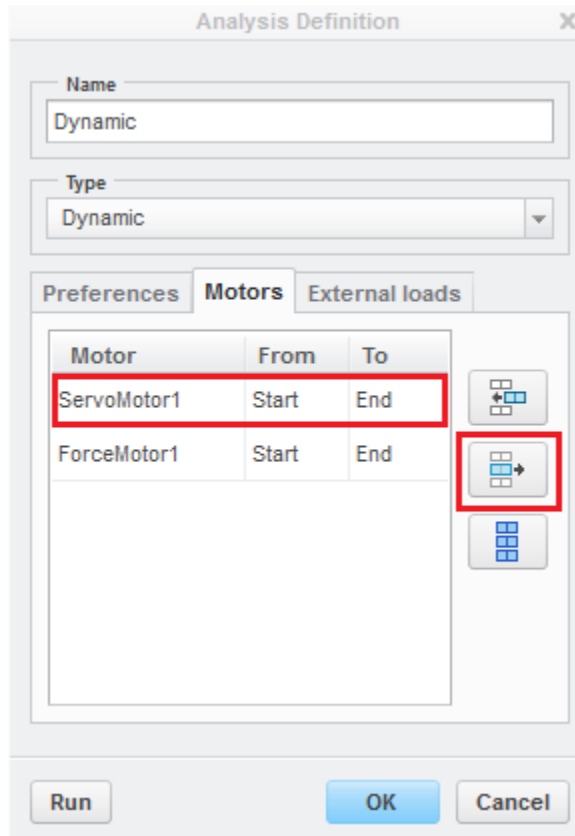 Analysis Definition X
Name
Dynamic
Type
Dynamic
Preferences Motors External loads
Motor From To
ServoMotor1 Start End
ForceMotor1 Start End
Run OK Cancel